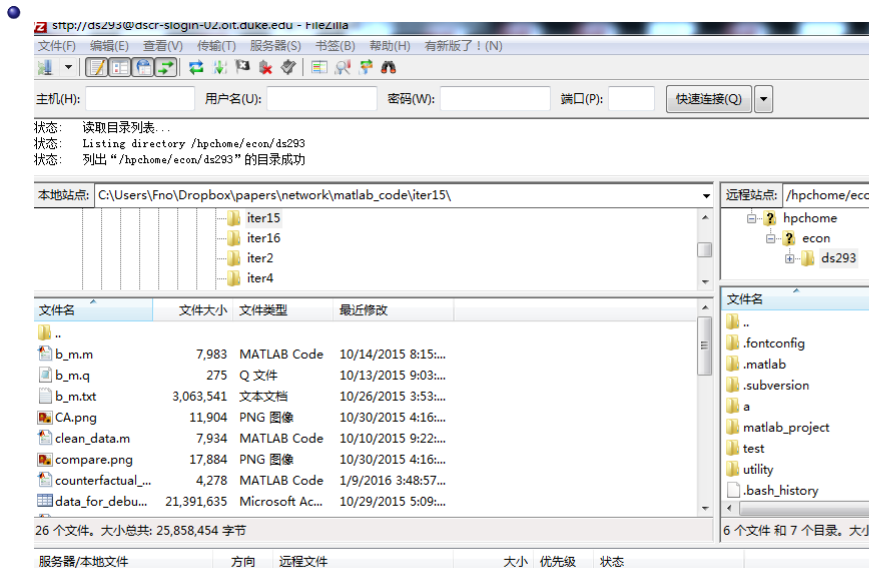 sftp://ds293@dscr-slogin-02.oit.duke.edu - FileZilla
文件(F) 编辑(E) 查看(V) 传输(T) 服务器(S) 书签(B) 帮助(H) 有新版了！(N)
主机(H): 用户名(U): 密码(W): 端口(P): 快速连接(Q)
状态: 读取目录列表...
状态: Listing directory /hpchome/econ/ds293
状态: 列出“/hpchome/econ/ds293”的目录成功
本地站点: C:\Users\Fno\Dropbox\papers\network\matlab_code\iter15\
iter15
iter16
iter2
iter4
文件名 文件大小 文件类型 最近修改
..
b_m.m 7,983 MATLAB Code 10/14/2015 8:15:...
b_m.q 275 Q 文件 10/13/2015 9:03:...
b_m.txt 3,063,541 文本文档 10/26/2015 3:53:...
CA.png 11,904 PNG 图像 10/30/2015 4:16:...
clean_data.m 7,934 MATLAB Code 10/10/2015 9:22:...
compare.png 17,884 PNG 图像 10/30/2015 4:16:...
counterfactual_... 4,278 MATLAB Code 1/9/2016 3:48:57...
data_for_debu... 21,391,635 Microsoft Ac... 10/29/2015 5:09:...
26 个文件。大小总共: 25,858,454 字节
远程站点: /hpchome/ecc
hpchome
econ
ds293
文件名
..
.fontconfig
.matlab
.subversion
a
matlab_project
test
utility
.bash_history
6 个文件 和 7 个目录。大小
服务器/本地文件 方向 远程文件 大小 优先级 状态